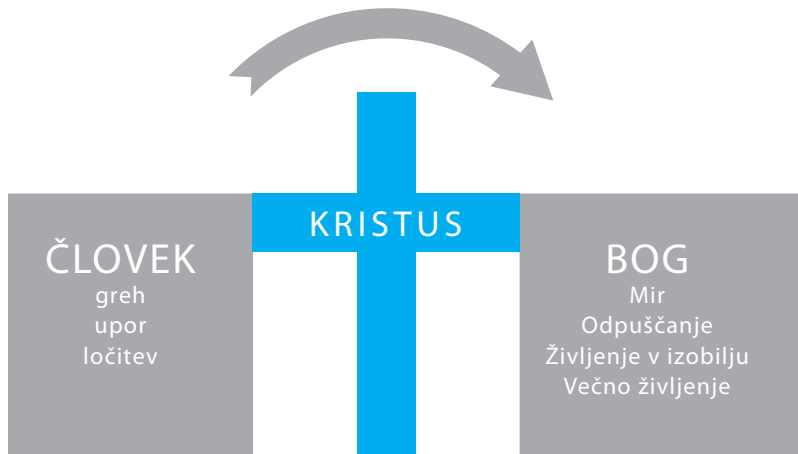 KRISTUS
ČLOVEK
greh
upor
ločitev
BOG
Mir
Odpuščanje
Življenje v izobilju
Večno življenje